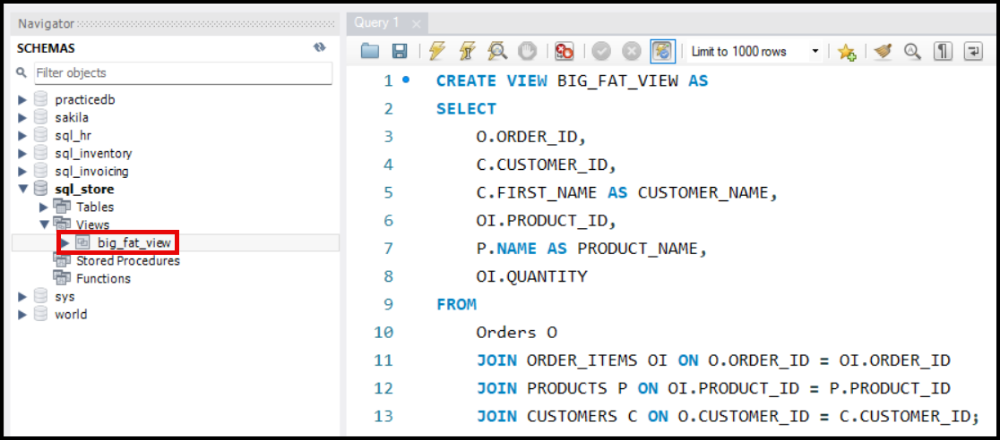 Navigator
SCHEMAS
Filter objects
practicedb
sakila
sql_hr
sql_inventory
sql_invoicing
sql_store
Tables
Views
big_fat_view
Stored Procedures
Functions
sys
world
Query 1
Limit to 1000 rows
1 CREATE VIEW BIG_FAT_VIEW AS
2 SELECT
3 O.ORDER_ID,
4 C.CUSTOMER_ID,
5 C.FIRST_NAME AS CUSTOMER_NAME,
6 OI.PRODUCT_ID,
7 P.NAME AS PRODUCT_NAME,
8 OI.QUANTITY
9 FROM
10 Orders O
11 JOIN ORDER_ITEMS OI ON O.ORDER_ID = OI.ORDER_ID
12 JOIN PRODUCTS P ON OI.PRODUCT_ID = P.PRODUCT_ID
13 JOIN CUSTOMERS C ON O.CUSTOMER_ID = C.CUSTOMER_ID;